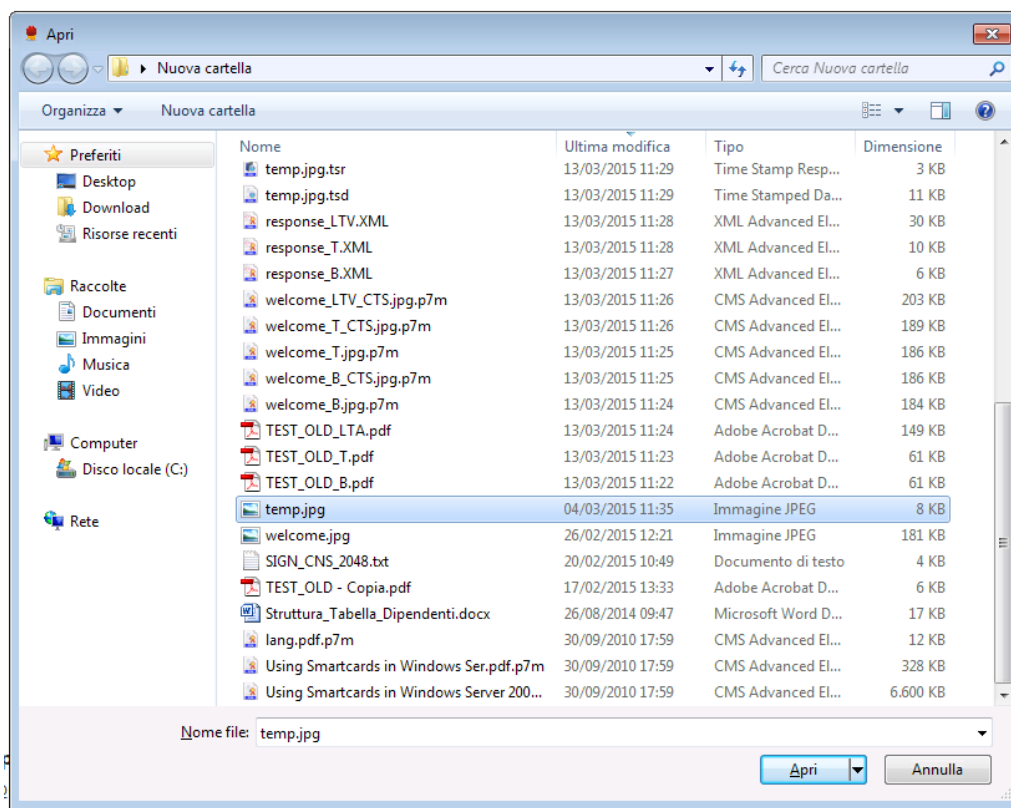 Apri
Nuova cartella
Cerca Nuova cartella
Organizza Nuova cartella
Preferiti
Desktop
Download
Risorse recenti
Raccolte
Documenti
Immagini
Musica
Video
Computer
Disco locale (C:)
Rete
Nome Ultima modifica Tipo Dimensione
temp.jpg.tsr 13/03/2015 11:29 Time Stamp Resp... 3 KB
temp.jpg.tsd 13/03/2015 11:29 Time Stamped Da... 11 KB
response_LTV.XML 13/03/2015 11:28 XML Advanced El... 30 KB
response_T.XML 13/03/2015 11:28 XML Advanced El... 10 KB
response_B.XML 13/03/2015 11:27 XML Advanced El... 6 KB
welcome_LTV_CTS.jpg.p7m 13/03/2015 11:26 CMS Advanced El... 203 KB
welcome_T_CTS.jpg.p7m 13/03/2015 11:26 CMS Advanced El... 189 KB
welcome_T.jpg.p7m 13/03/2015 11:25 CMS Advanced El... 186 KB
welcome_B_CTS.jpg.p7m 13/03/2015 11:25 CMS Advanced El... 186 KB
welcome_B.jpg.p7m 13/03/2015 11:24 CMS Advanced El... 184 KB
TEST_OLD_LTA.pdf 13/03/2015 11:24 Adobe Acrobat D... 149 KB
TEST_OLD_T.pdf 13/03/2015 11:23 Adobe Acrobat D... 61 KB
TEST_OLD_B.pdf 13/03/2015 11:22 Adobe Acrobat D... 61 KB
temp.jpg 04/03/2015 11:35 Immagine JPEG 8 KB
welcome.jpg 26/02/2015 12:21 Immagine JPEG 181 KB
SIGN_CNS_2048.txt 20/02/2015 10:49 Documento di testo 4 KB
TEST_OLD - Copia.pdf 17/02/2015 13:33 Adobe Acrobat D... 6 KB
Struttura_Tabella_Dipendenti.docx 26/08/2014 09:47 Microsoft Word D... 17 KB
lang.pdf.p7m 30/09/2010 17:59 CMS Advanced El... 12 KB
Using Smartcards in Windows Ser.pdf.p7m 30/09/2010 17:59 CMS Advanced El... 328 KB
Using Smartcards in Windows Server 200... 30/09/2010 17:59 CMS Advanced El... 6.600 KB
Nome file: temp.jpg
Apri Annulla